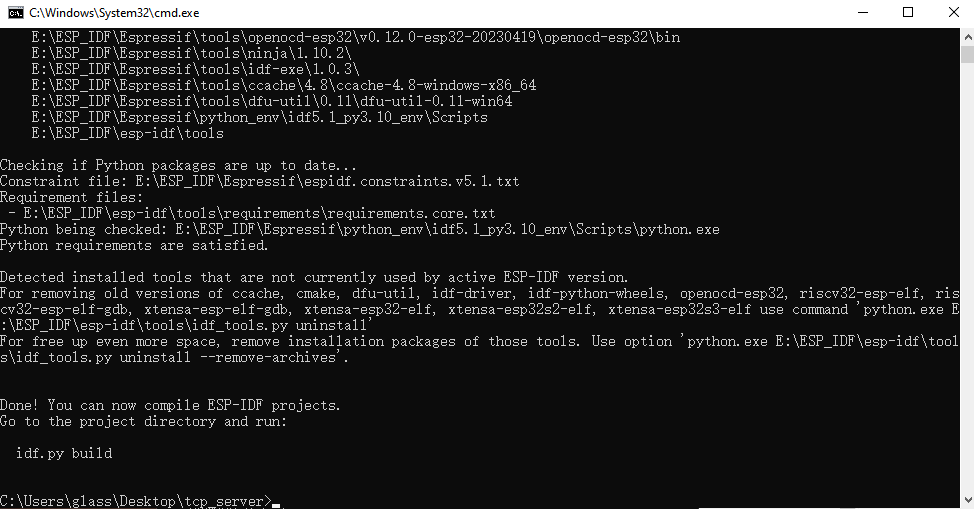 C:\Windows\System32\cmd.exe
E:\ESP_IDF\Espressif\tools\openocd-esp32\v0.12.0-esp32-20230419\openocd-esp32\bin
E:\ESP_IDF\Espressif\tools\ninja\1.10.2\
E:\ESP_IDF\Espressif\tools\idf-exe\1.0.3\
E:\ESP_IDF\Espressif\tools\ccache\4.8\ccache-4.8-windows-x86_64
E:\ESP_IDF\Espressif\tools\dfu-util\0.11\dfu-util-0.11-win64
E:\ESP_IDF\Espressif\python_env\idf5.1_py3.10_env\Scripts
E:\ESP_IDF\esp-idf\tools
Checking if Python packages are up to date...
Constraint file: E:\ESP_IDF\Espressif\espidf.constraints.v5.1.txt
Requirement files:
- E:\ESP_IDF\esp-idf\tools\requirements\requirements.core.txt
Python being checked: E:\ESP_IDF\Espressif\python_env\idf5.1_py3.10_env\Scripts\python.exe
Python requirements are satisfied.
Detected installed tools that are not currently used by active ESP-IDF version.
For removing old versions of ccache, cmake, dfu-util, idf-driver, idf-python-wheels, openocd-esp32, riscv32-esp-elf, ris
cv32-esp-elf-gdb, xtensa-esp-elf-gdb, xtensa-esp32-elf, xtensa-esp32s2-elf, xtensa-esp32s3-elf use command 'python.exe E
:\ESP_IDF\esp-idf\tools\idf_tools.py uninstall'
For free up even more space, remove installation packages of those tools. Use option 'python.exe E:\ESP_IDF\esp-idf\tool
s\idf_tools.py uninstall --remove-archives'.
Done! You can now compile ESP-IDF projects.
Go to the project directory and run:
idf.py build
C:\Users\glass\Desktop\tcp_server>